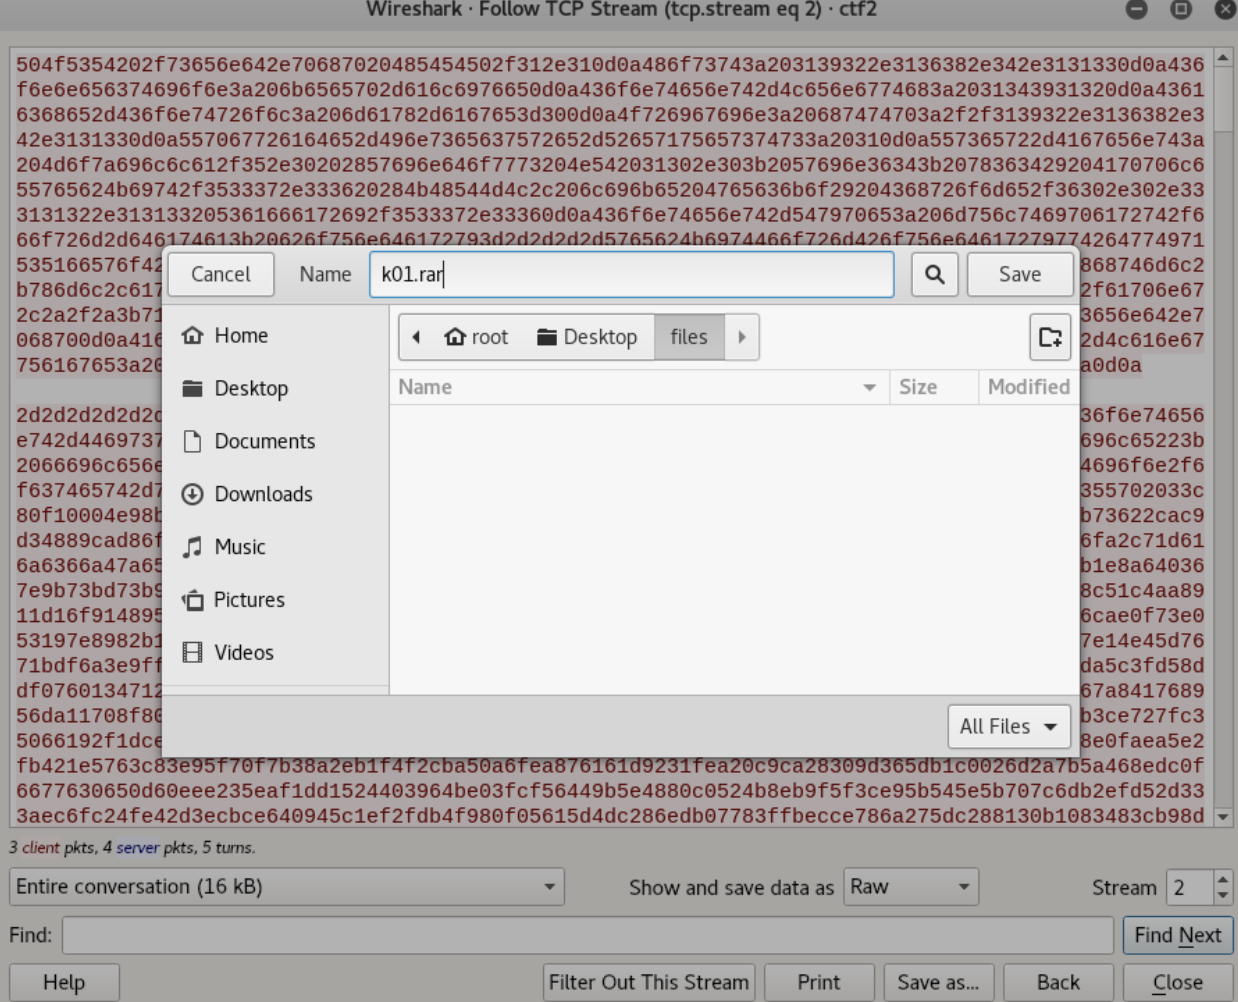 Wireshark · Follow TCP Stream (tcp.stream eq 2) · ctf2
504f5354202f73656e642e70687020485454502f312e310d0a486f73743a203139322e3136382e342e3131330d0a436
f6e6e656374696f6e3a206b6565702d616c6976650d0a436f6e74656e742d4c656e6774683a2031343931320d0a4361
6368652d436f6e74726f6c3a206d61782d6167653d300d0a4f726967696e3a20687474703a2f2f3139322e3136382e3
42e3131330d0a557067726164652d496e7365637572652d52657175657374733a20310d0a557365722d4167656e743a
204d6f7a696c6c612f352e30202857696e646f7773204e542031302e303b2057696e36343b2078363429204170706c6
55765624b69742f3533372e333620284b48544d4c2c206c696b65204765636b6f29204368726f6d652f36302e302e33
3131322e313133205361666172692f3533372e33360d0a436f6e74656e742d547970653a206d756c7469706172742f6
66f726d2d646174613b20626f756e646172793d2d2d2d2d5765624b6974466f726d426f756e64617279774264774971
535166576f42 868746d6c2
b786d6c2c617 2f61706e67
2c2a2f2a3b71 3656e642e7
068700d0a416 2d4c616e67
756167653a20 a0d0a
2d2d2d2d2d2d 36f6e74656
e742d4469737 696c65223b
2066696c656e 4696f6e2f6
f637465742d7 355702033c
80f10004e98b b73622cac9
d34889cad86f 6fa2c71d61
6a6366a47a65 b1e8a64036
7e9b73bd73b9 8c51c4aa89
11d16f914895 6cae0f73e0
53197e8982b1 7e14e45d76
71bdf6a3e9ff da5c3fd58d
df0760134712 67a8417689
56da11708f80 b3ce727fc3
5066192f1dce 8e0faea5e2
fb421e5763c83e95f70f7b38a2eb1f4f2cba50a6fea876161d9231fea20c9ca28309d365db1c0026d2a7b5a468edc0f
6677630650d60eee235eaf1dd1524403964be03fcf56449b5e4880c0524b8eb9f5f3ce95b545e5b707c6db2efd52d33
3aec6fc24fe42d3ecbce640945c1ef2fdb4f980f05615d4dc286edb07783ffbecce786a275dc288130b1083483cb98d
Cancel Name k01.rar Save
Home
Desktop
Documents
Downloads
Music
Pictures
Videos
root Desktop files
Name Size Modified
All Files
3 client pkts, 4 server pkts, 5 turns.
Entire conversation (16 kB) Show and save data as Raw Stream 2
Find: Find Next
Help Filter Out This Stream Print Save as... Back Close